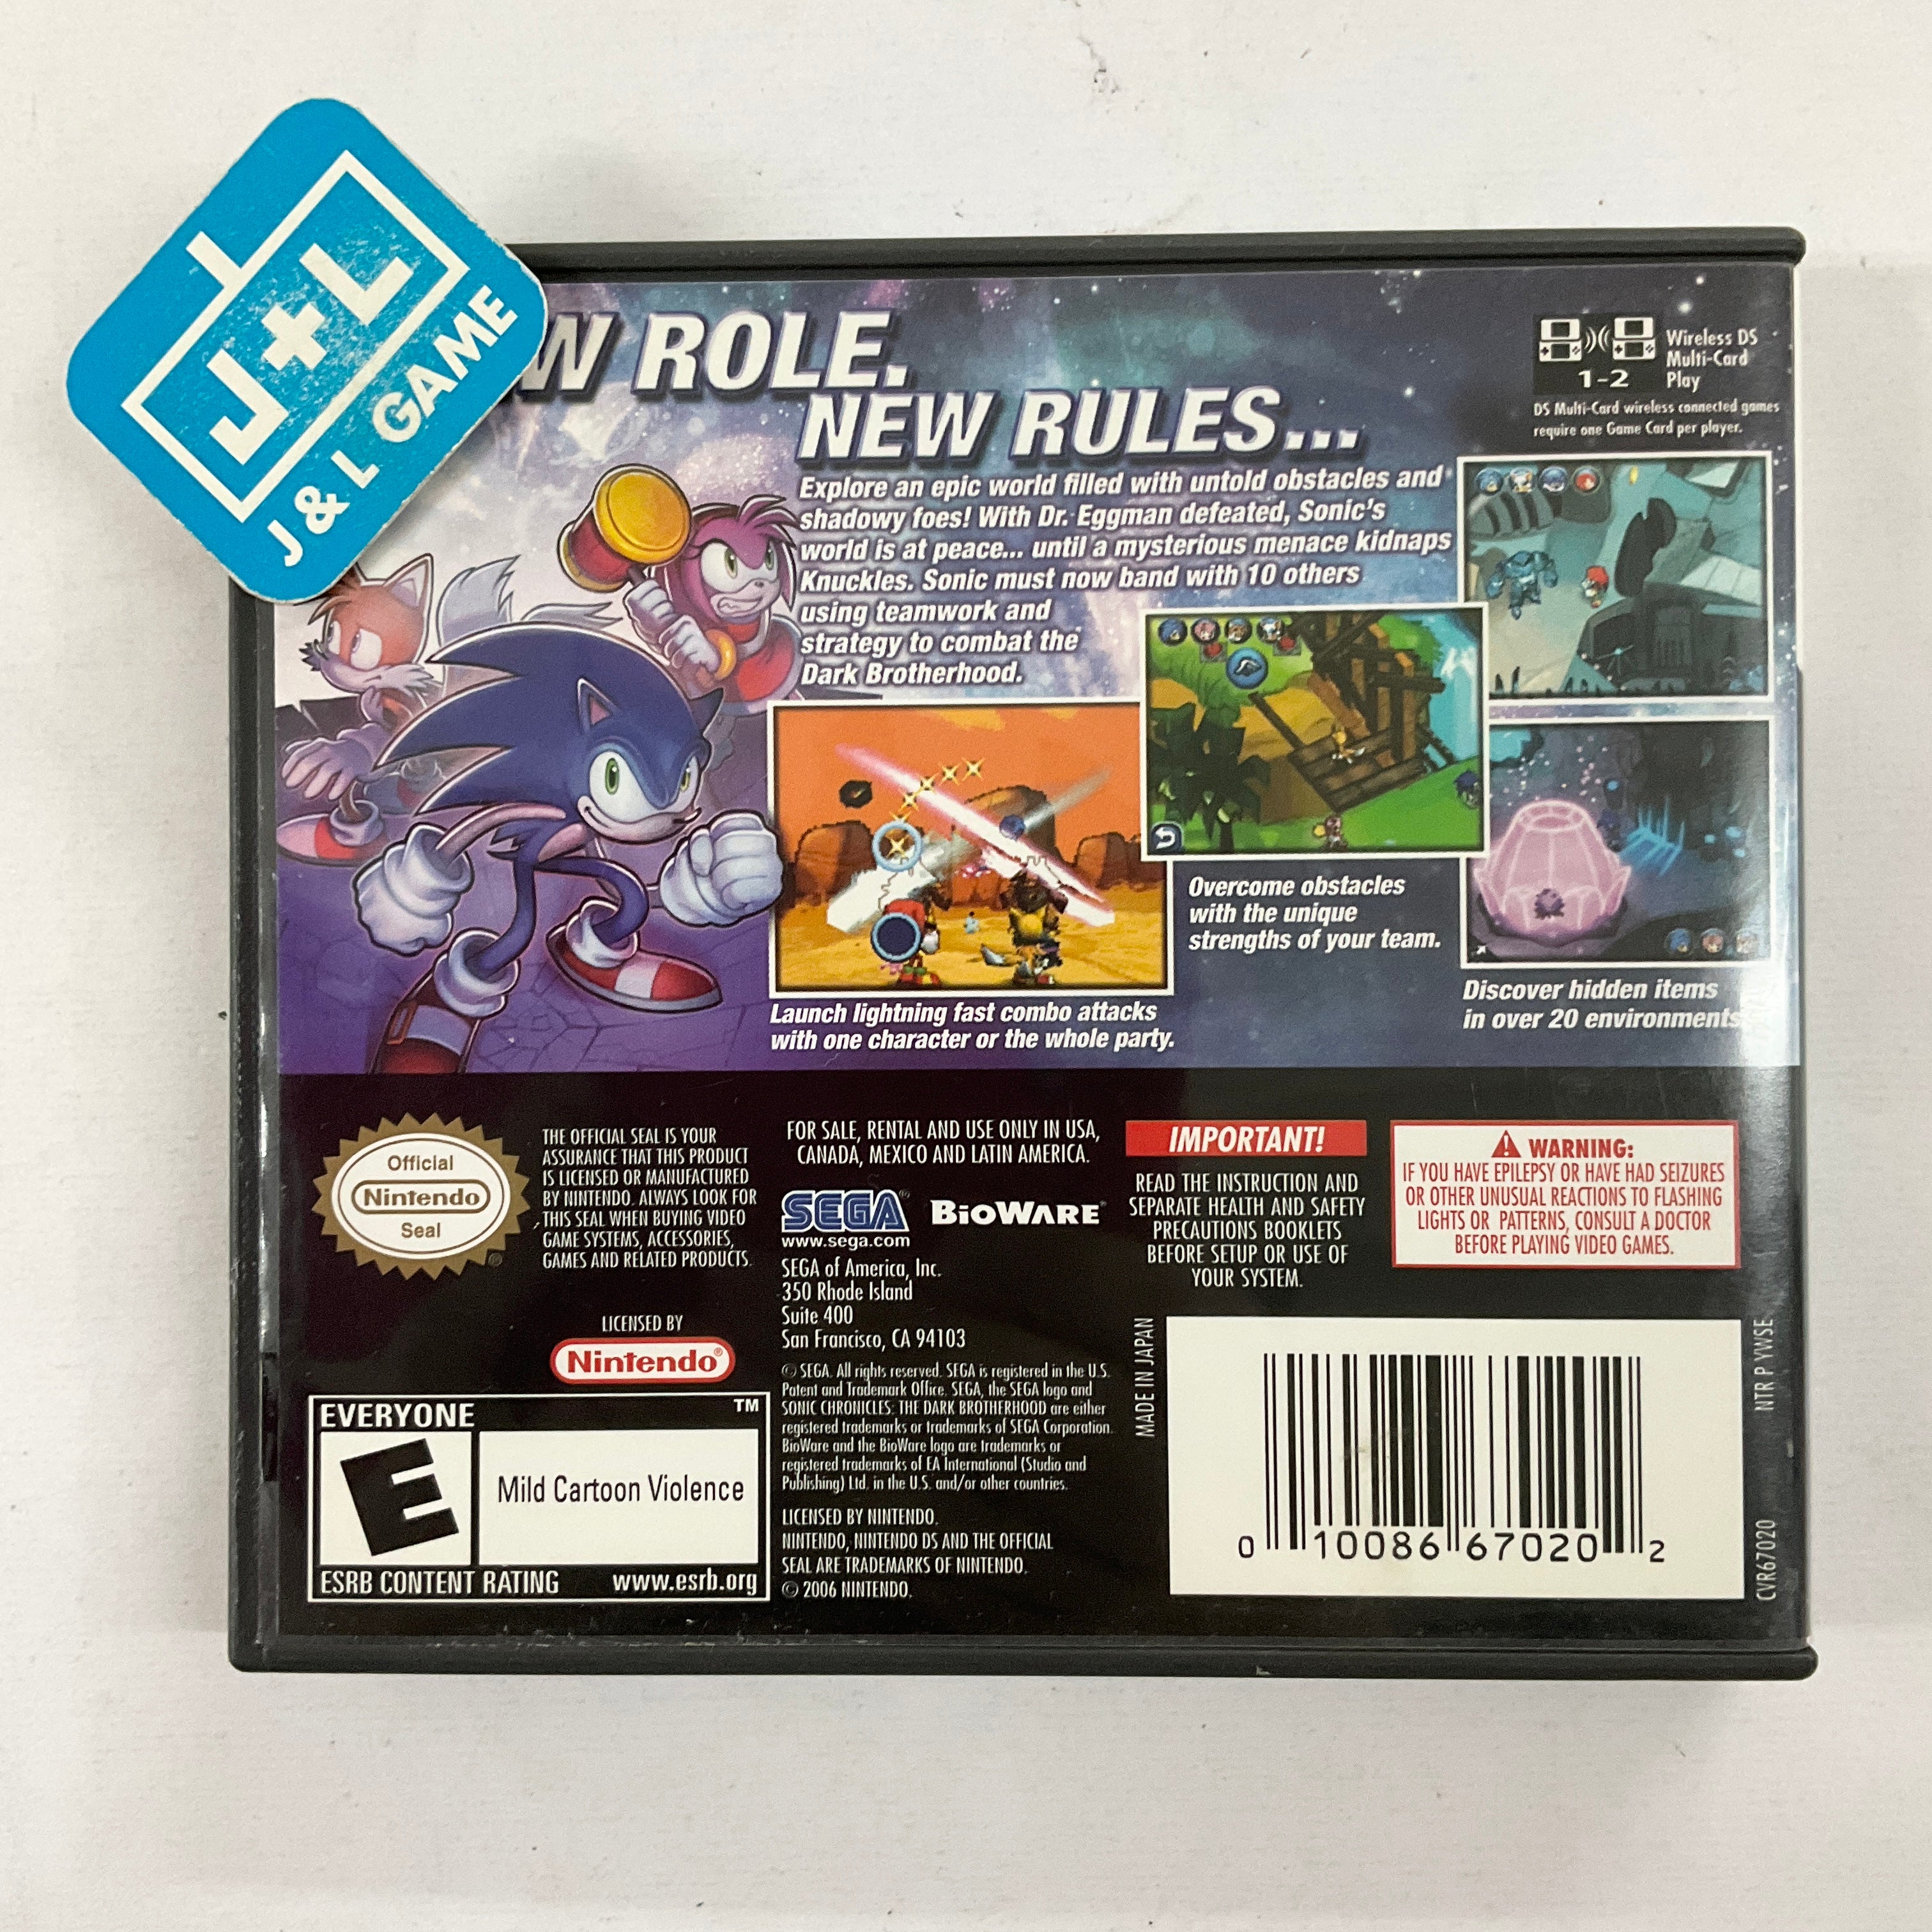 J+L
J & L GAME
W ROLE.
NEW RULES...
Wireless DS
Multi-Card
Play
1-2
DS Multi-Card wireless connected games
require one Game Card per player.
Explore an epic world filled with untold obstacles and
shadowy foes! With Dr. Eggman defeated, Sonic's
world is at peace... until a mysterious menace kidnaps
Knuckles. Sonic must now band with 10 others
using teamwork and
strategy to combat the
Dark Brotherhood.
Overcome obstacles
with the unique
strengths of your team.
Launch lightning fast combo attacks
with one character or the whole party.
Discover hidden items
in over 20 environments
Official
Nintendo
Seal
®
THE OFFICIAL SEAL IS YOUR
ASSURANCE THAT THIS PRODUCT
IS LICENSED OR MANUFACTURED
BY NINTENDO. ALWAYS LOOK FOR
THIS SEAL WHEN BUYING VIDEO
GAME SYSTEMS, ACCESSORIES,
GAMES AND RELATED PRODUCTS.
LICENSED BY
Nintendo®
EVERYONE
TM
E
Mild Cartoon Violence
ESRB CONTENT RATING www.esrb.org
FOR SALE, RENTAL AND USE ONLY IN USA,
CANADA, MEXICO AND LATIN AMERICA.
SEGA® BIOWARE®
www.sega.com
SEGA of America, Inc.
350 Rhode Island
Suite 400
San Francisco, CA 94103
© SEGA. All rights reserved. SEGA is registered in the U.S.
Patent and Trademark Office. SEGA, the SEGA logo and
SONIC CHRONICLES: THE DARK BROTHERHOOD are either
registered trademarks or trademarks of SEGA Corporation.
BioWare and the BioWare logo are trademarks or
registered trademarks of EA International (Studio and
Publishing) Ltd. in the U.S. and/or other countries.
LICENSED BY NINTENDO.
NINTENDO, NINTENDO DS AND THE OFFICIAL
SEAL ARE TRADEMARKS OF NINTENDO.
© 2006 NINTENDO.
IMPORTANT!
READ THE INSTRUCTION AND
SEPARATE HEALTH AND SAFETY
PRECAUTIONS BOOKLETS
BEFORE SETUP OR USE OF
YOUR SYSTEM.
WARNING:
IF YOU HAVE EPILEPSY OR HAVE HAD SEIZURES
OR OTHER UNUSUAL REACTIONS TO FLASHING
LIGHTS OR PATTERNS, CONSULT A DOCTOR
BEFORE PLAYING VIDEO GAMES.
MADE IN JAPAN
0 10086 67020 2
NTR P YWSE
CVR67020